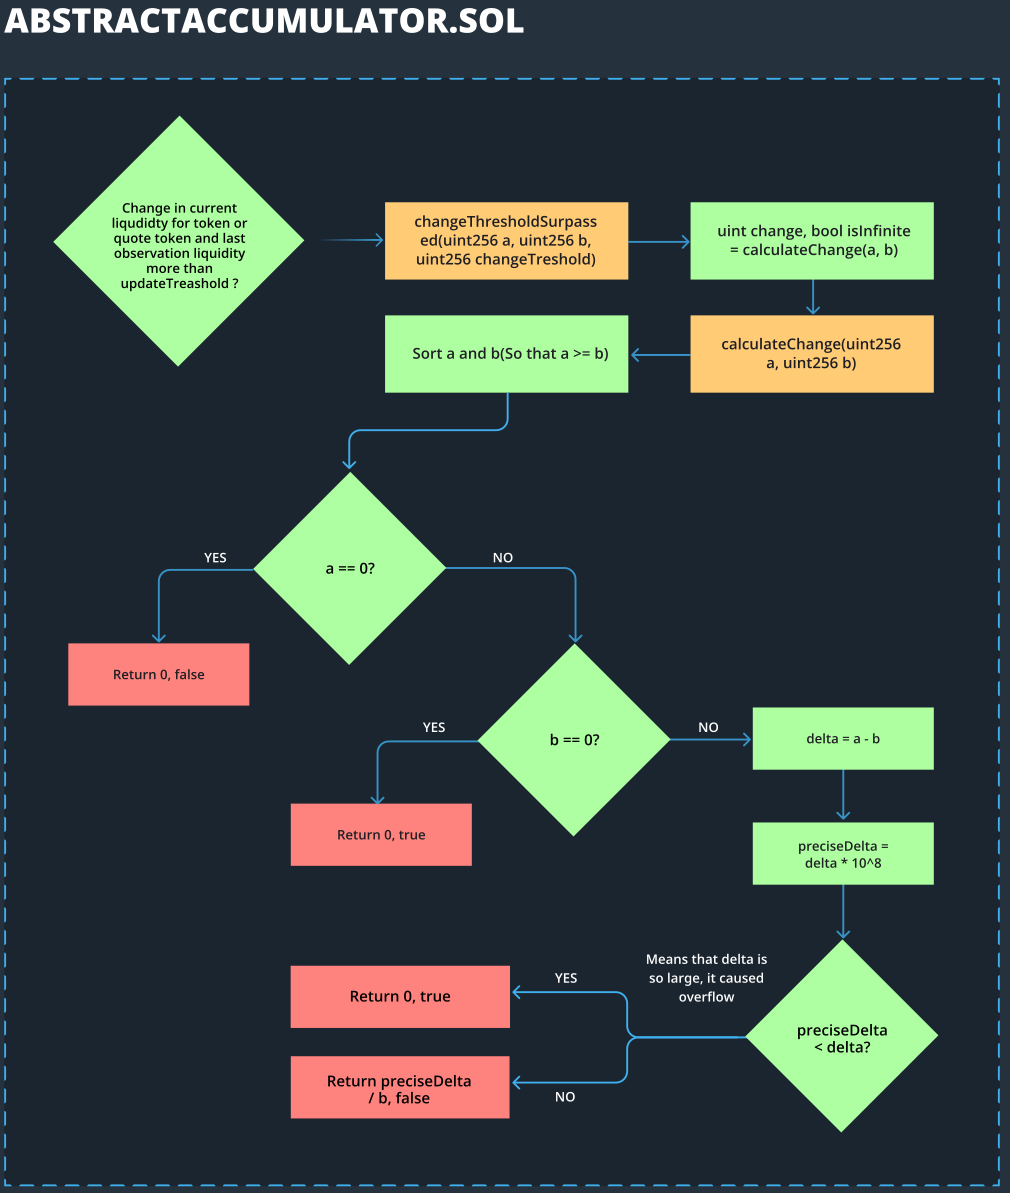 ABSTRACTACCUMULATOR.SOL
Change in current
liqudidty for token or
quote token and last
observation liquidity
more than
updateTreashold ?
changeThresholdSurpass
ed(uint256 a, uint256 b,
uint256 changeTreshold)
uint change, bool isInfinite
= calculateChange(a, b)
Sort a and b(So that a >= b)
calculateChange(uint256
a, uint256 b)
a == 0?
YES
NO
Return 0, false
b == 0?
YES
NO
delta = a - b
Return 0, true
preciseDelta =
delta * 10^8
Means that delta is
so large, it caused
overflow
YES
Return 0, true
preciseDelta
< delta?
Return preciseDelta
/ b, false
NO